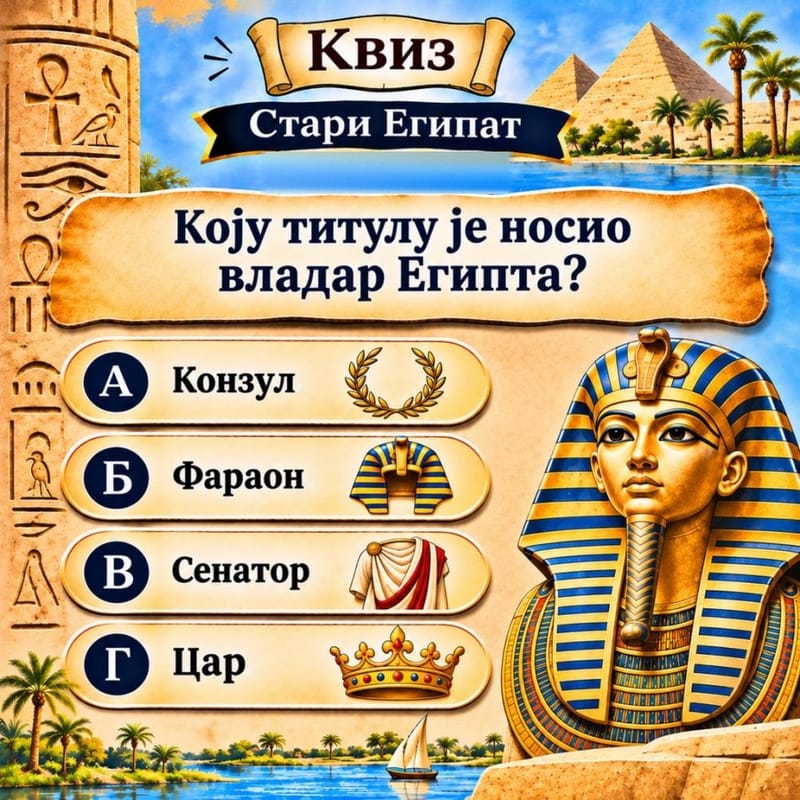 Квиз
Стари Египат
Коју титулу је носио
владар Египта?
А Конзул
Б Фараон
В Сенатор
Г Цар